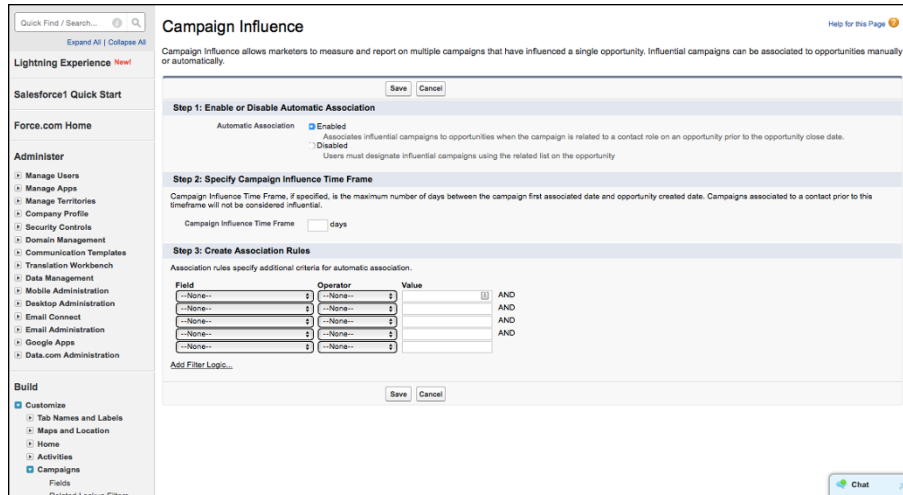 Quick Find / Search...
Expand All | Collapse All
Lightning Experience New!
Salesforce1 Quick Start
Force.com Home
Administer
Manage Users
Manage Apps
Manage Territories
Company Profile
Security Controls
Domain Management
Communication Templates
Translation Workbench
Data Management
Mobile Administration
Desktop Administration
Email Connect
Email Administration
Google Apps
Data.com Administration
Build
Customize
Tab Names and Labels
Maps and Location
Home
Activities
Campaigns
Fields
Related Lookup Filters
Campaign Influence
Help for this Page
Campaign Influence allows marketers to measure and report on multiple campaigns that have influenced a single opportunity. Influential campaigns can be associated to opportunities manually
or automatically.
Save Cancel
Step 1: Enable or Disable Automatic Association
Automatic Association Enabled
Associates influential campaigns to opportunities when the campaign is related to a contact role on an opportunity prior to the opportunity close date.
Disabled
Users must designate influential campaigns using the related list on the opportunity
Step 2: Specify Campaign Influence Time Frame
Campaign Influence Time Frame, if specified, is the maximum number of days between the campaign first associated date and opportunity created date. Campaigns associated to a contact prior to this
timeframe will not be considered influential.
Campaign Influence Time Frame days
Step 3: Create Association Rules
Association rules specify additional criteria for automatic association.
Field Operator Value
--None-- --None-- AND
--None-- --None-- AND
--None-- --None-- AND
--None-- --None-- AND
--None-- --None--
Add Filter Logic...
Save Cancel
Chat